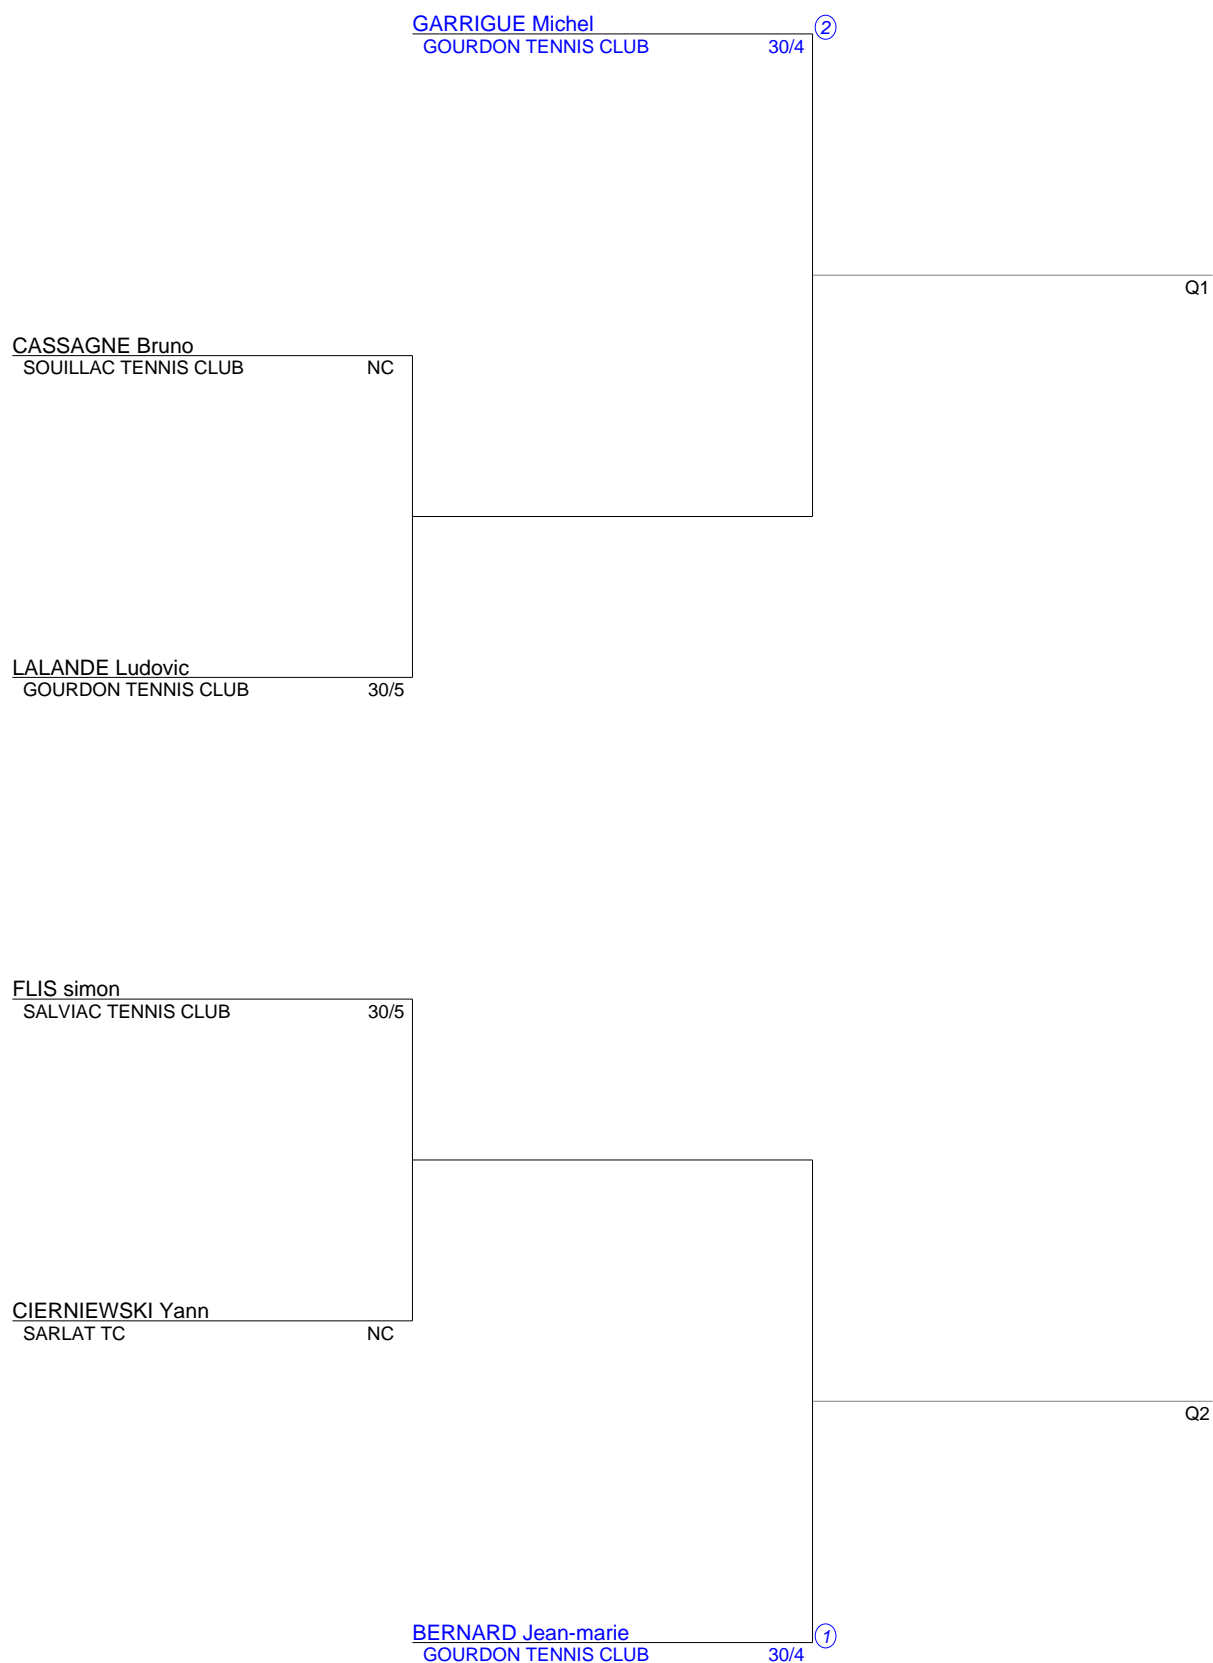 GARRIGUE Michel 2
GOURDON TENNIS CLUB 30/4
Q1
CASSAGNE Bruno
SOUILLAC TENNIS CLUB NC
LALANDE Ludovic
GOURDON TENNIS CLUB 30/5
FLIS simon
SALVIAC TENNIS CLUB 30/5
CIERNIEWSKI Yann
SARLAT TC NC
Q2
BERNARD Jean-marie 1
GOURDON TENNIS CLUB 30/4